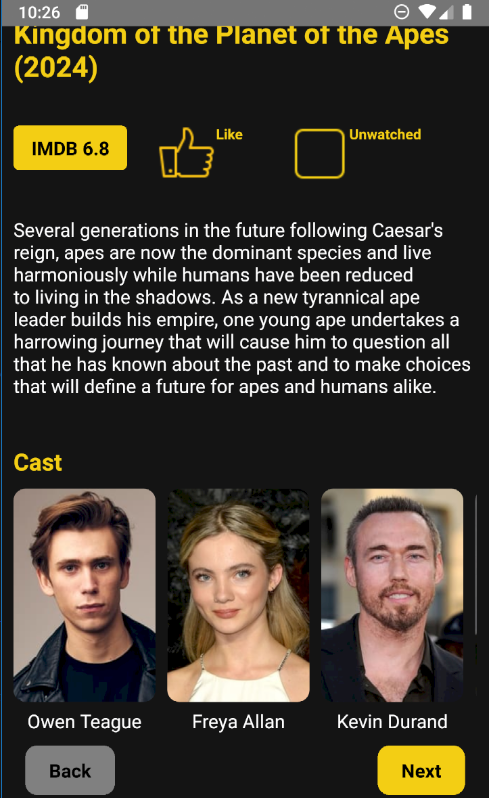 10:26
Kingdom of the Planet of the Apes
(2024)
IMDB 6.8
Like
Unwatched
Several generations in the future following Caesar's
reign, apes are now the dominant species and live
harmoniously while humans have been reduced
to living in the shadows. As a new tyrannical ape
leader builds his empire, one young ape undertakes a
harrowing journey that will cause him to question all
that he has known about the past and to make choices
that will define a future for apes and humans alike.
Cast
Owen Teague
Freya Allan
Kevin Durand
Back
Next